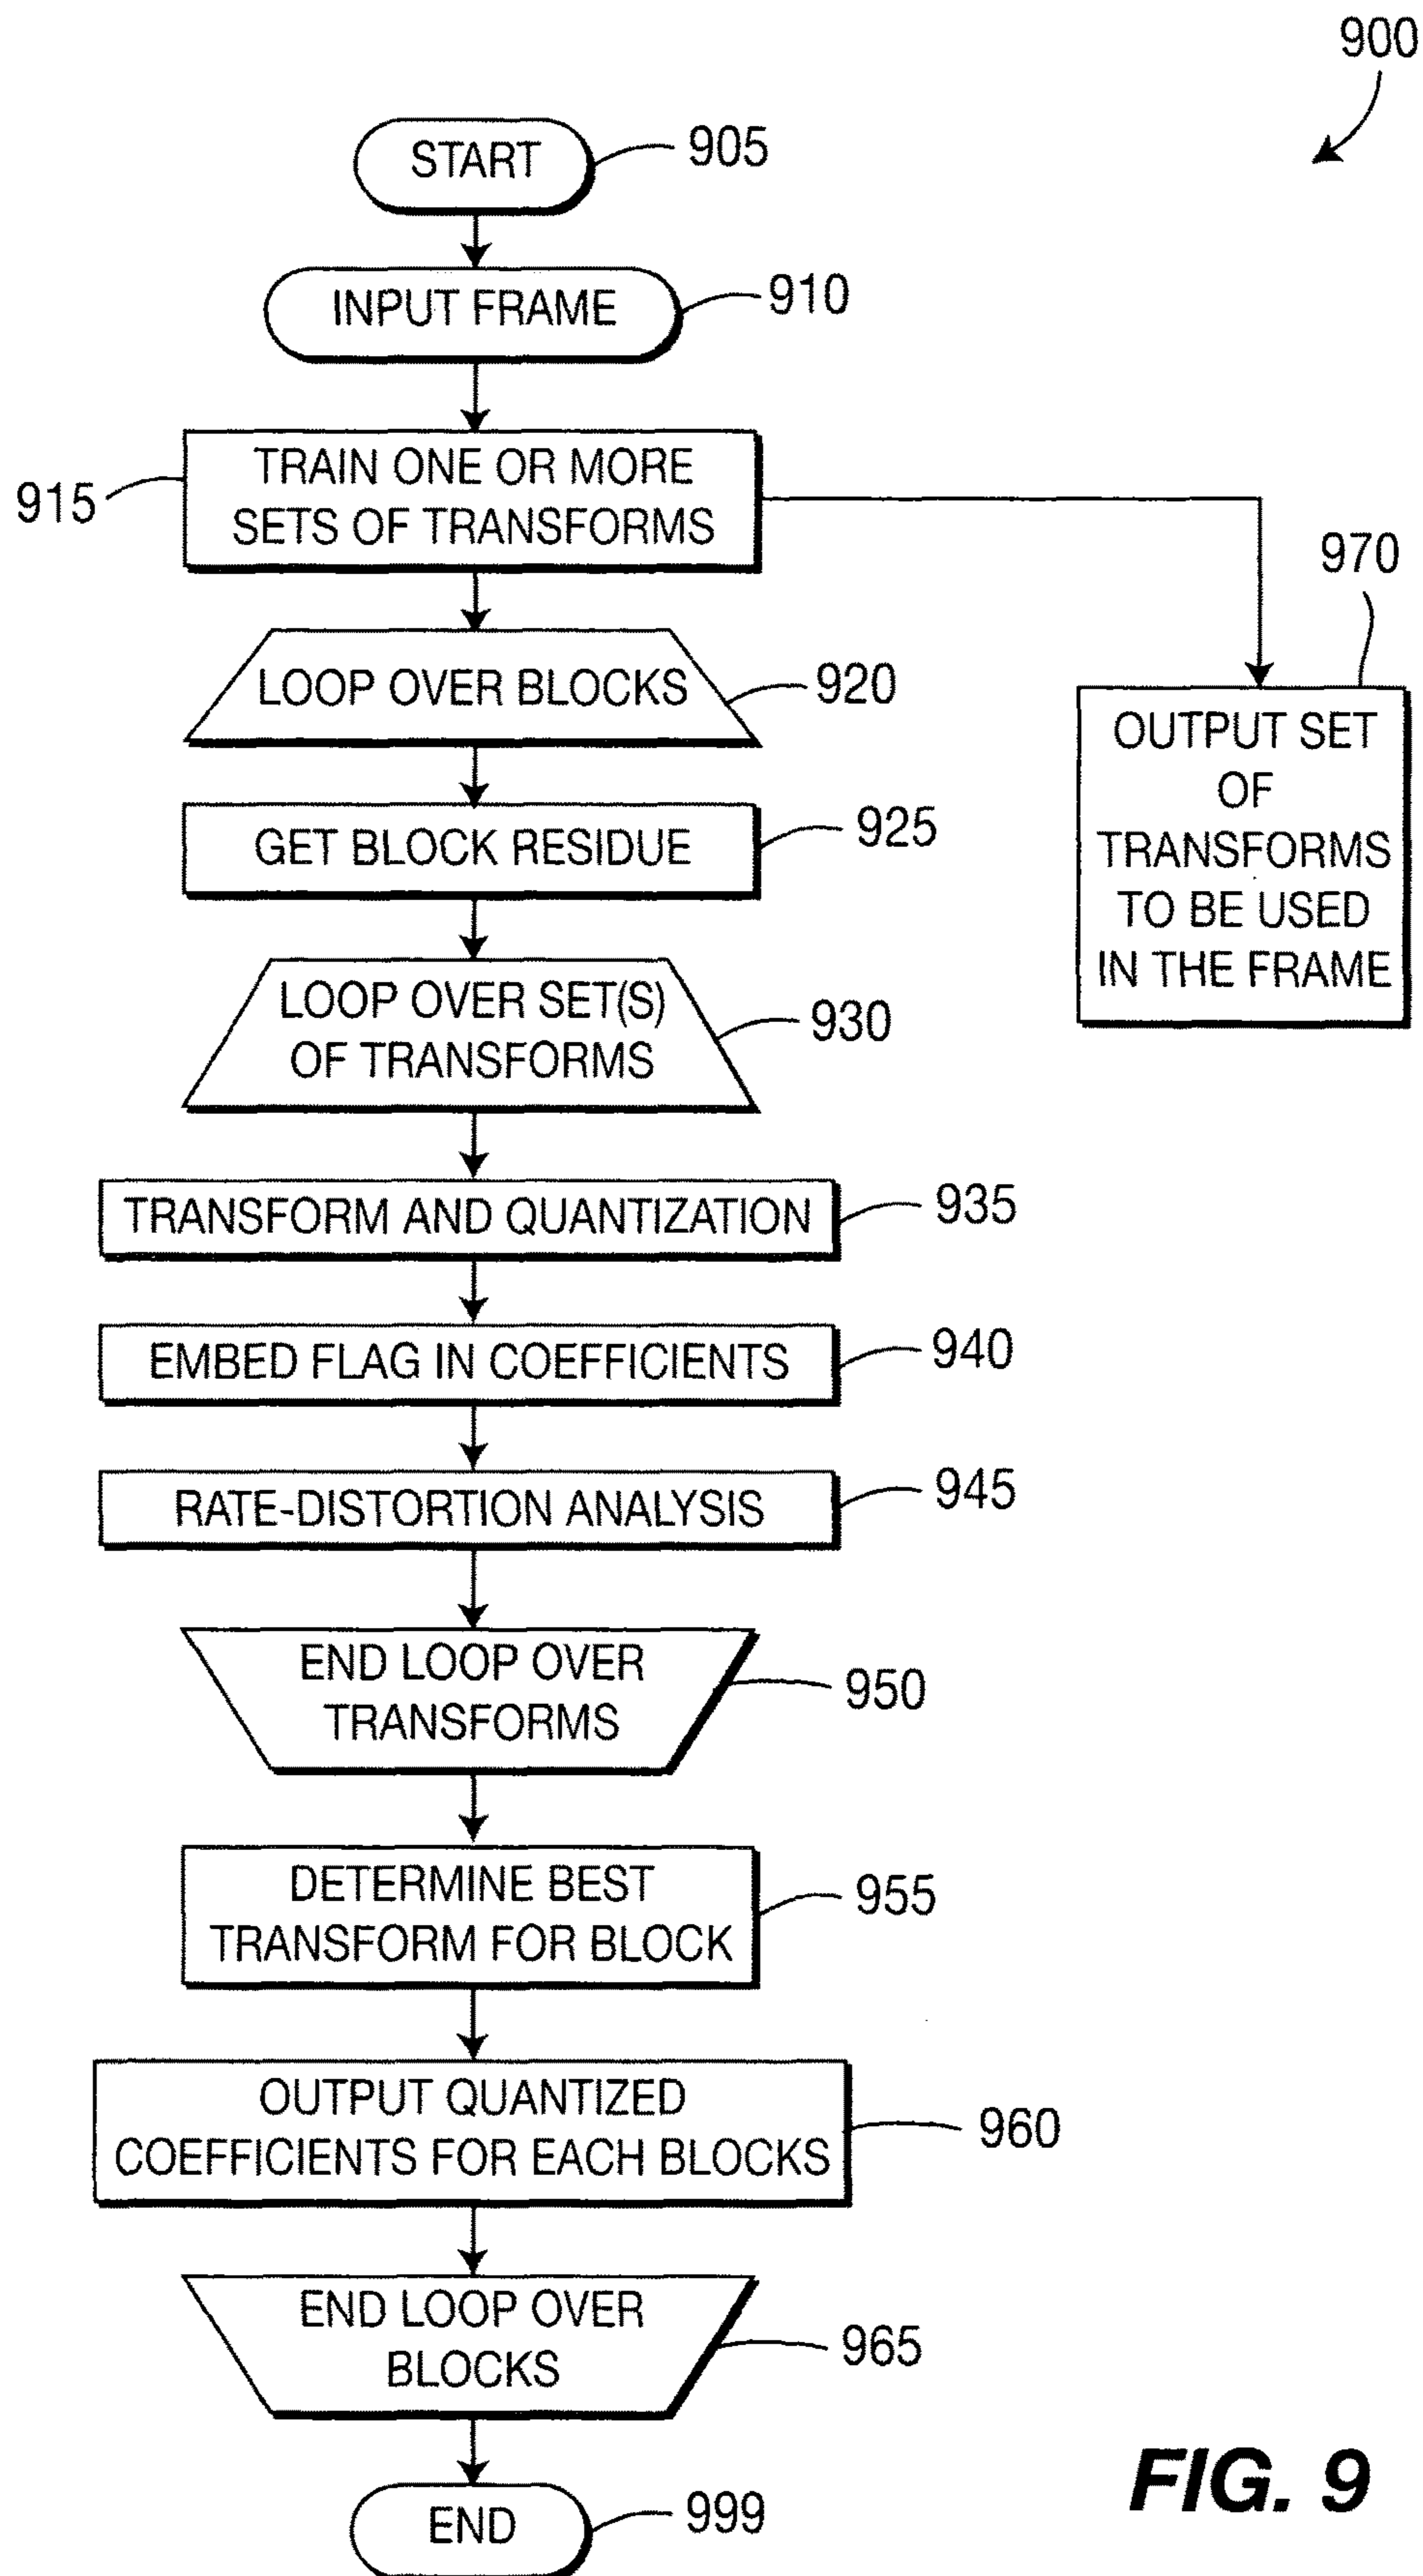 900
START
905
INPUT FRAME
910
TRAIN ONE OR MORE
SETS OF TRANSFORMS
915
LOOP OVER BLOCKS
920
GET BLOCK RESIDUE
925
LOOP OVER SET(S)
OF TRANSFORMS
930
970
OUTPUT SET
OF
TRANSFORMS
TO BE USED
IN THE FRAME
TRANSFORM AND QUANTIZATION
935
EMBED FLAG IN COEFFICIENTS
940
RATE-DISTORTION ANALYSIS
945
END LOOP OVER
TRANSFORMS
950
DETERMINE BEST
TRANSFORM FOR BLOCK
955
OUTPUT QUANTIZED
COEFFICIENTS FOR EACH BLOCKS
960
END LOOP OVER
BLOCKS
965
END
999
FIG. 9